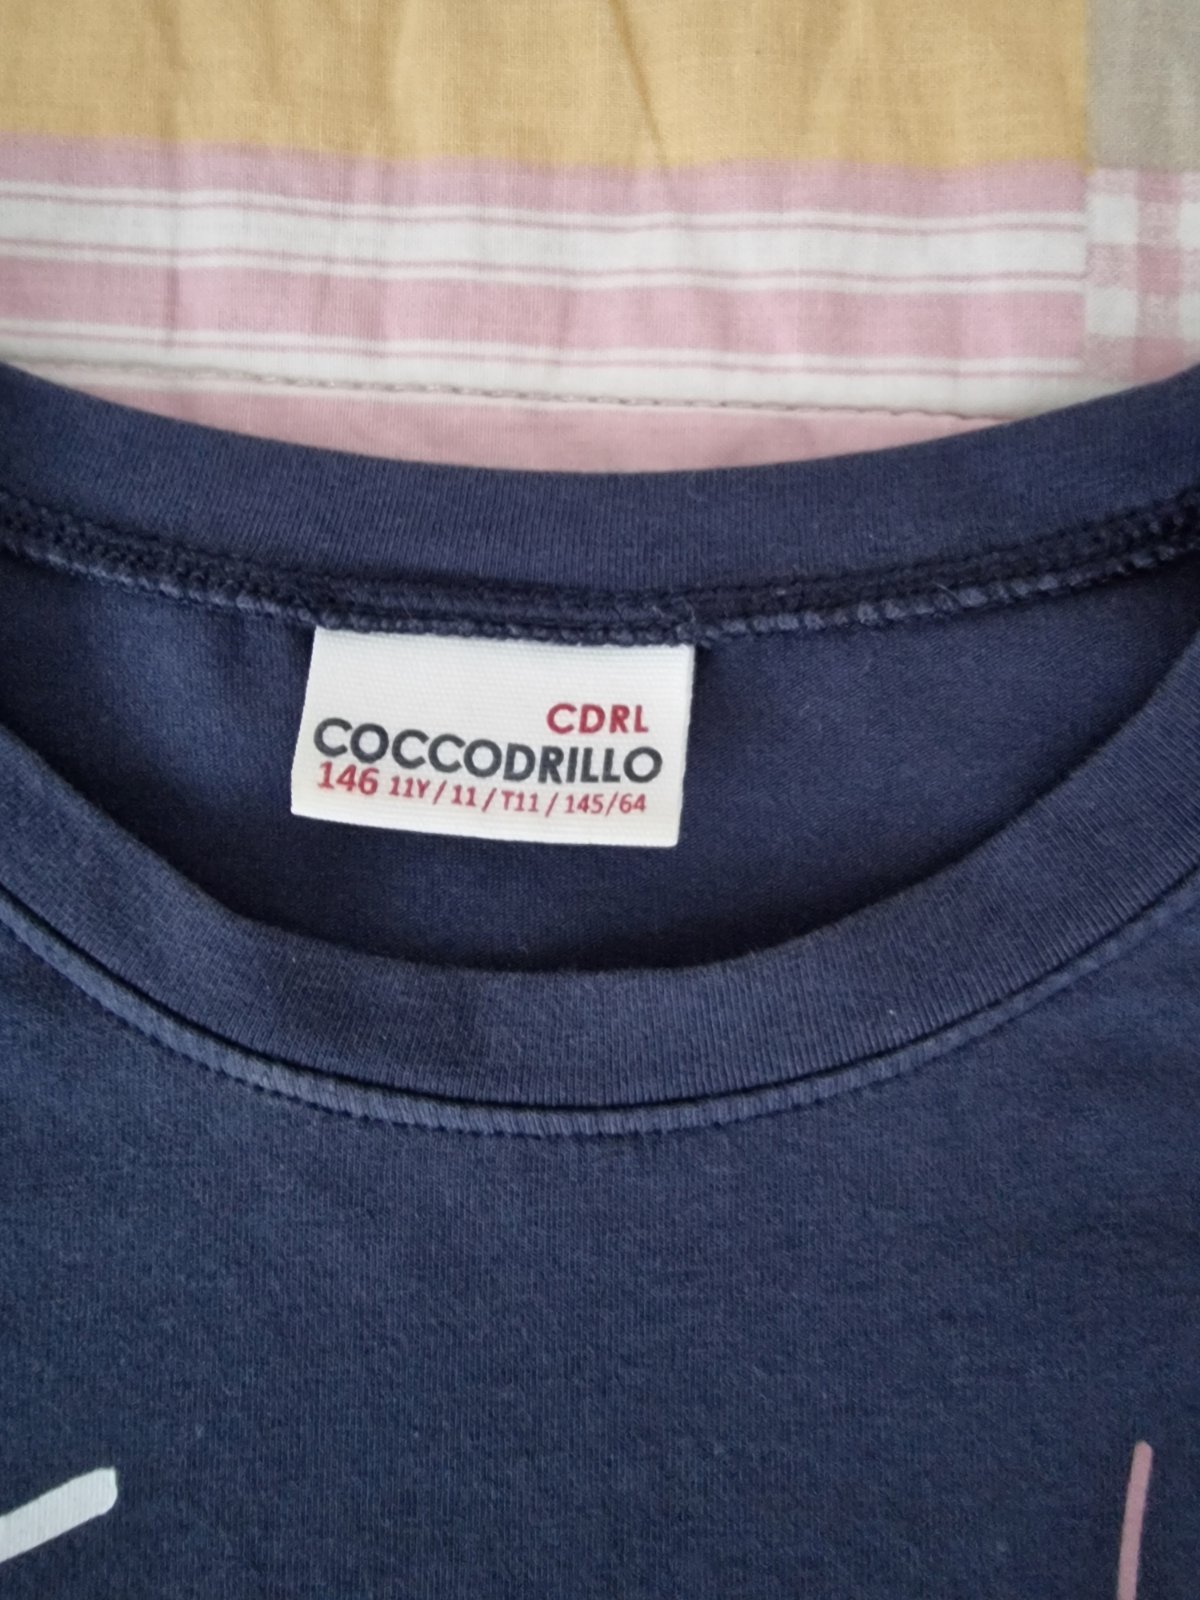 CDRL
COCCODRILLO
146 11Y / 11 / T11 / 145/64